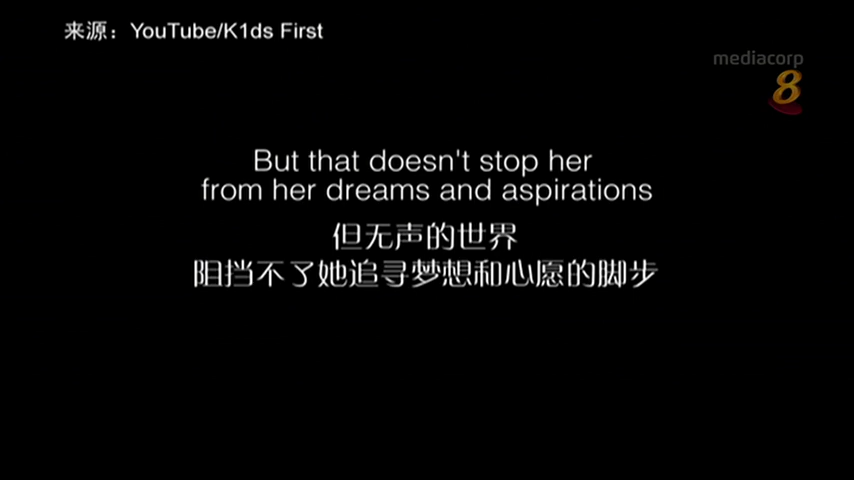 来源：YouTube/K1ds First
mediacorp
8
But that doesn't stop her
from her dreams and aspirations
但无声的世界
阻挡不了她追寻梦想和心愿的脚步